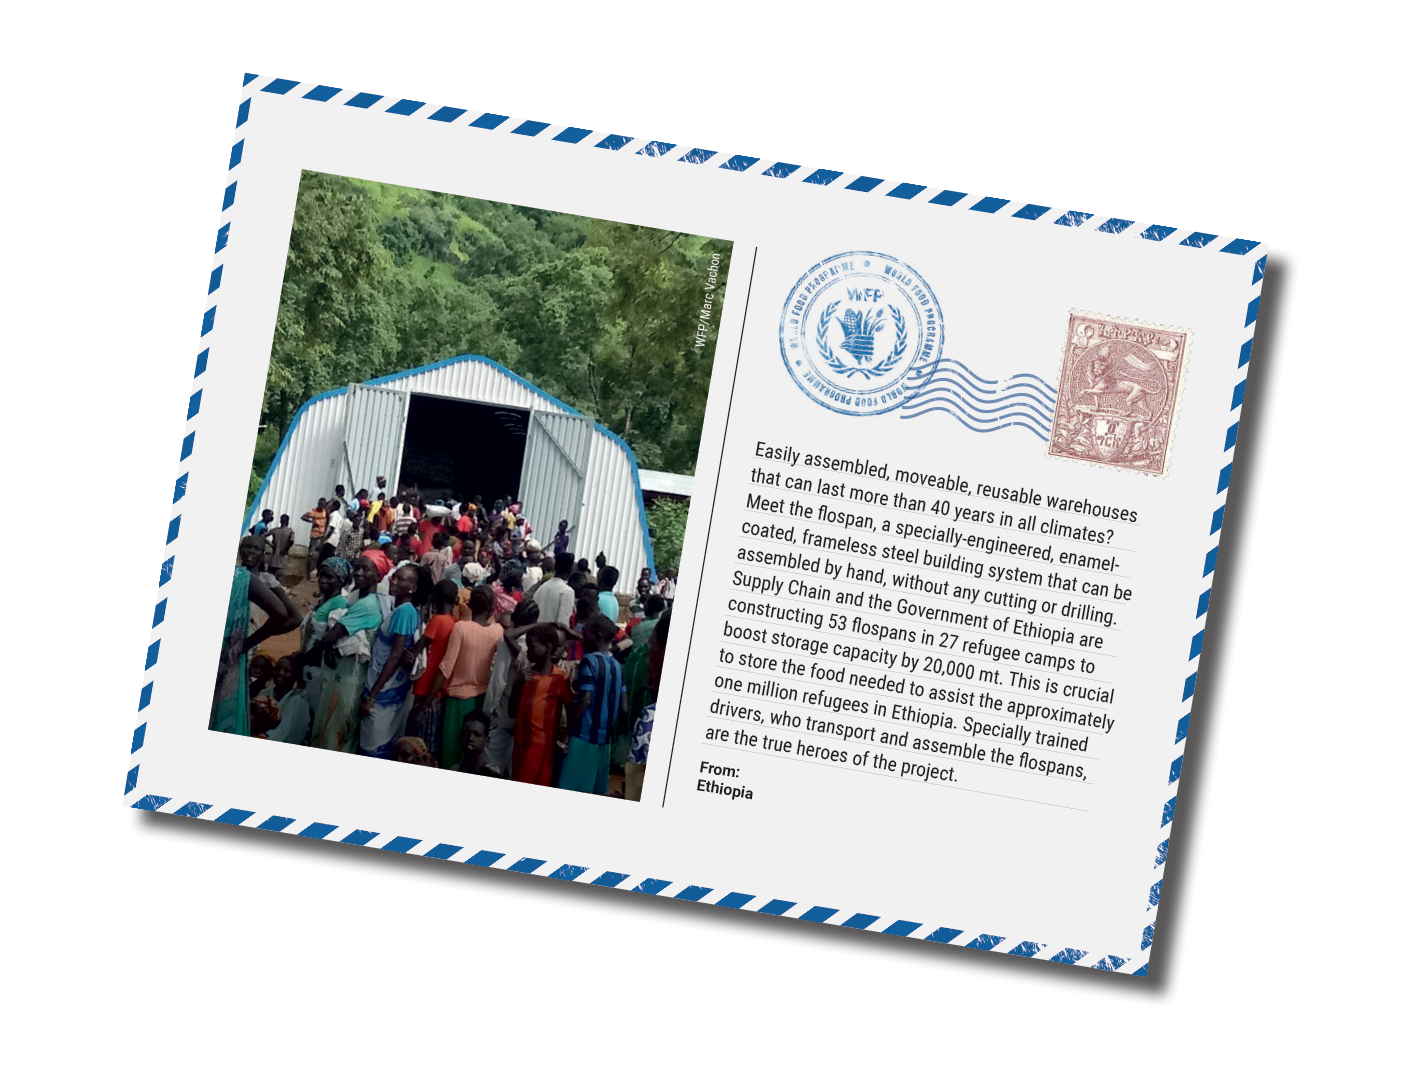 WFP/Marc Vachon
WORLD FOOD PROGRAMME
WORLD FOOD PROGRAMME
WORLD FOOD PROGRAMME
WFP
Easily assembled, moveable, reusable warehouses
that can last more than 40 years in all climates?
Meet the flospan, a specially-engineered, enamel-
coated, frameless steel building system that can be
assembled by hand, without any cutting or drilling.
Supply Chain and the Government of Ethiopia are
constructing 53 flospans in 27 refugee camps to
boost storage capacity by 20,000 mt. This is crucial
to store the food needed to assist the approximately
one million refugees in Ethiopia. Specially trained
drivers, who transport and assemble the flospans,
are the true heroes of the project.
From:
Ethiopia